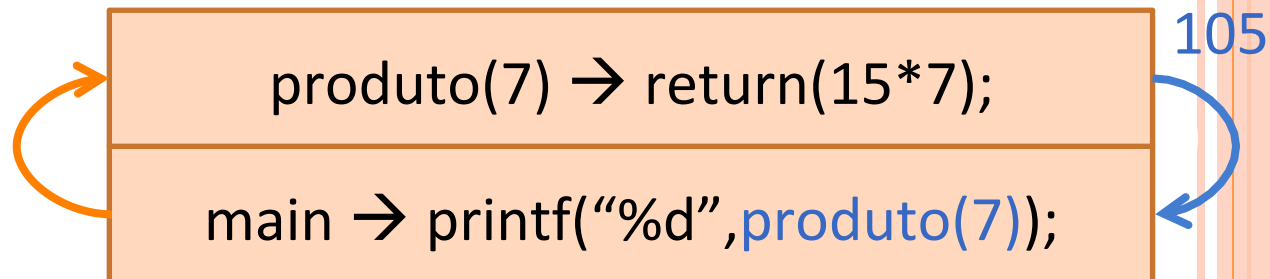 105
produto(7) → return(15*7);
main → printf(“%d”,produto(7));